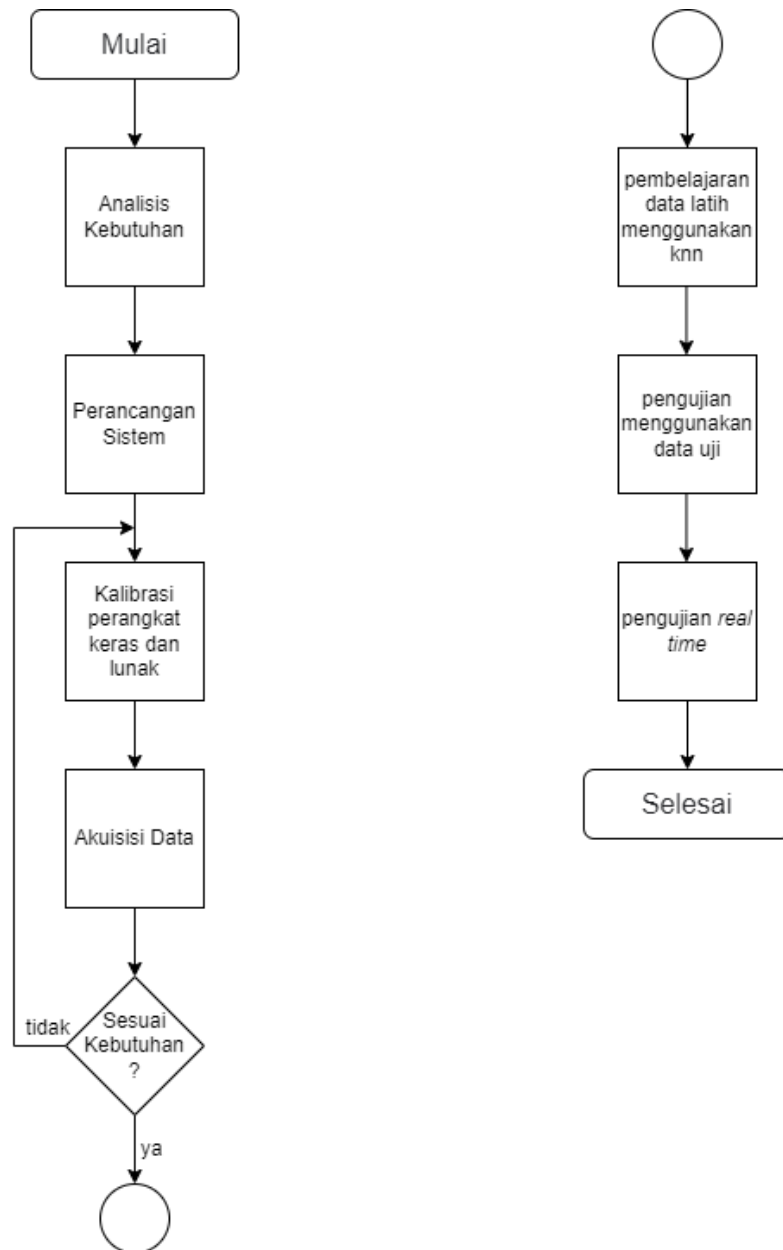 Mulai
Analisis
Kebutuhan
Perancangan
Sistem
Kalibrasi
perangkat
keras dan
lunak
Akuisisi Data
Sesuai
Kebutuhan
?
tidak
ya
pembelajaran
data latih
menggunakan
knn
pengujian
menggunakan
data uji
pengujian real
time
Selesai